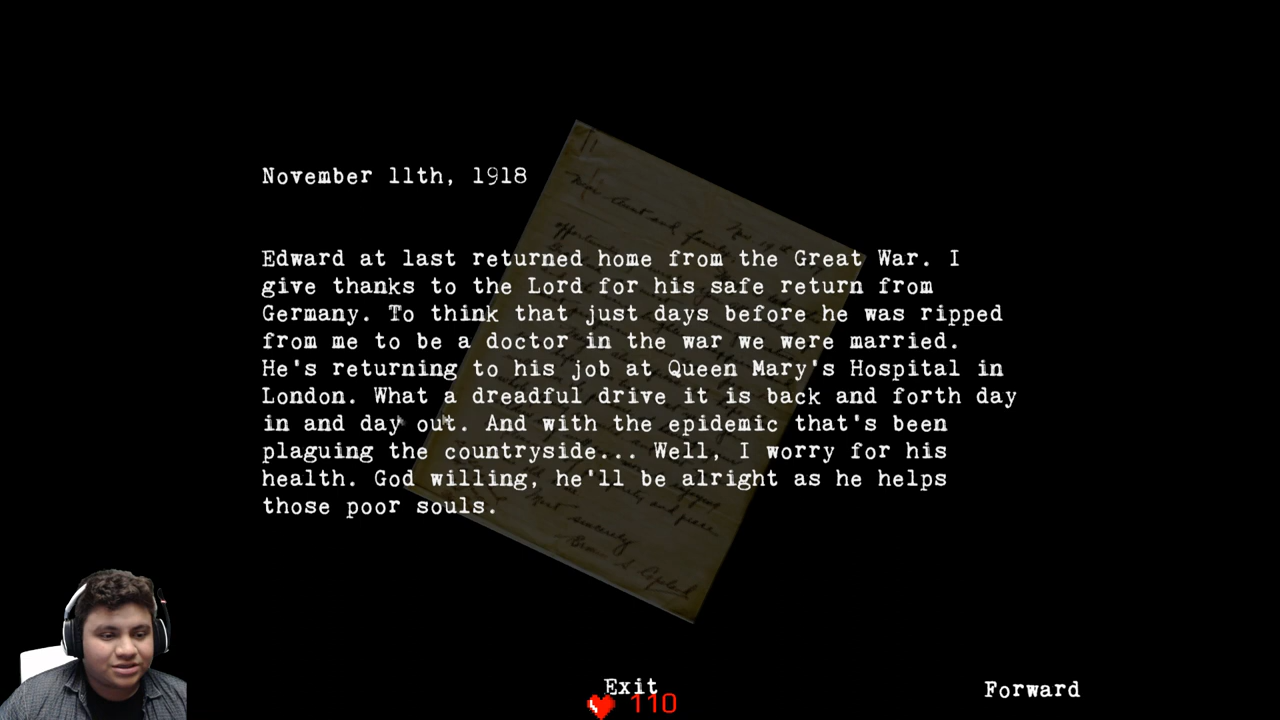 November 11th, 1918
Edward at last returned home from the Great War. I
give thanks to the Lord for his safe return from
Germany. To think that just days before he was ripped
from me to be a doctor in the war we were married.
He's returning to his job at Queen Mary's Hospital in
London. What a dreadful drive it is back and forth day
in and day out. And with the epidemic that's been
plaguing the countryside... Well, I worry for his
health. God willing, he'll be alright as he helps
those poor souls.
Exit
110
Forward